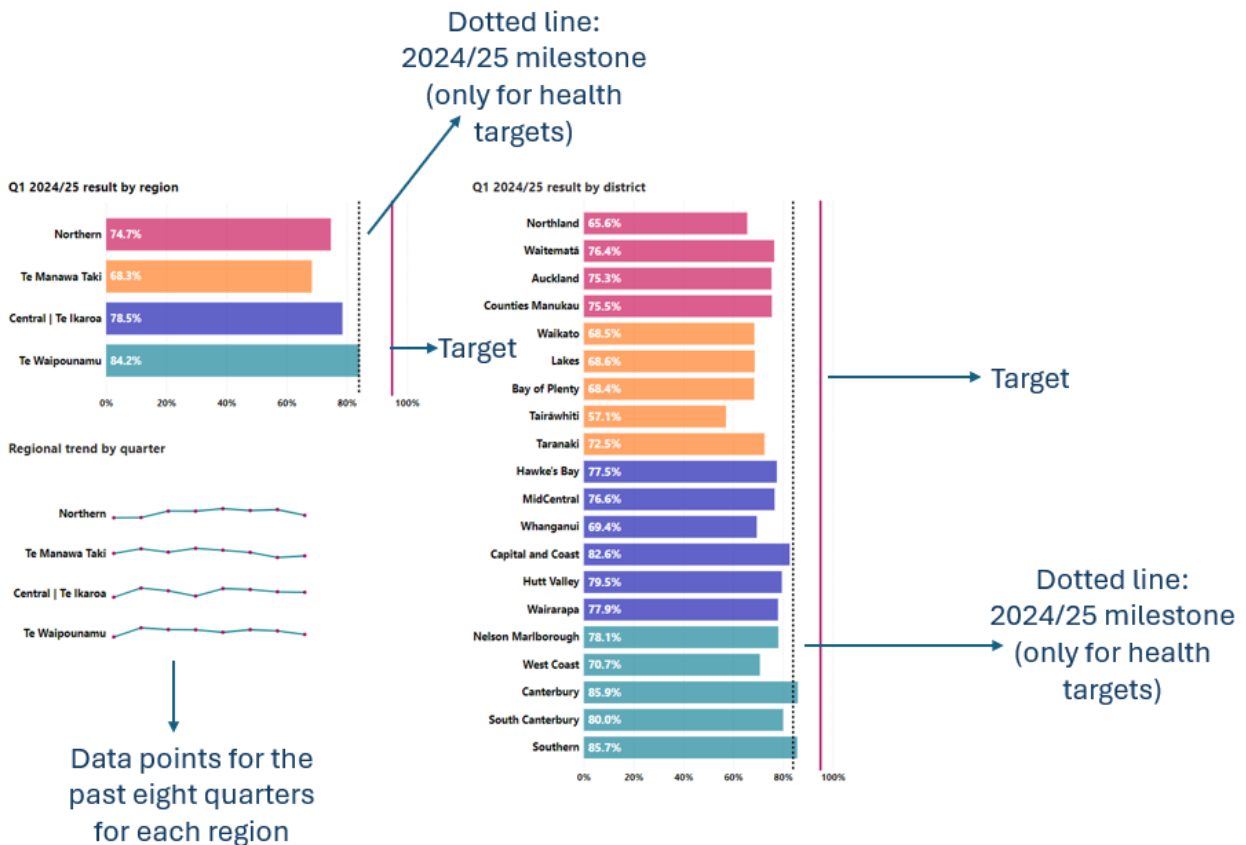 Dotted line:
2024/25 milestone
(only for health
targets)
Q1 2024/25 result by region
Northern 74.7%
Te Manawa Taki 68.3%
Central | Te Ikaroa 78.5%
Te Waipounamu 84.2%
0% 20% 40% 60% 80% 100%
Target
Regional trend by quarter
Northern
Te Manawa Taki
Central | Te Ikaroa
Te Waipounamu
Data points for the
past eight quarters
for each region
Q1 2024/25 result by district
Northland 65.6%
Waitematá 76.4%
Auckland 75.3%
Counties Manukau 75.5%
Waikato 68.5%
Lakes 68.6%
Bay of Plenty 68.4%
Tairáwhiti 57.1%
Taranaki 72.5%
Hawke's Bay 77.5%
MidCentral 76.6%
Whanganui 69.4%
Capital and Coast 82.6%
Hutt Valley 79.5%
Wairarapa 77.9%
Nelson Marlborough 78.1%
West Coast 70.7%
Canterbury 85.9%
South Canterbury 80.0%
Southern 85.7%
0% 20% 40% 60% 80% 100%
Target
Dotted line:
2024/25 milestone
(only for health
targets)